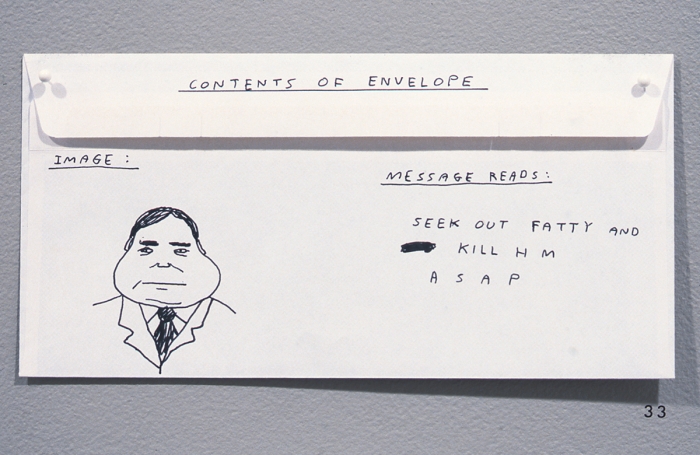 CONTENTS OF ENVELOPE
IMAGE :
MESSAGE READS:
SEEK OUT FATTY AND
KILL H M
A S A P
33